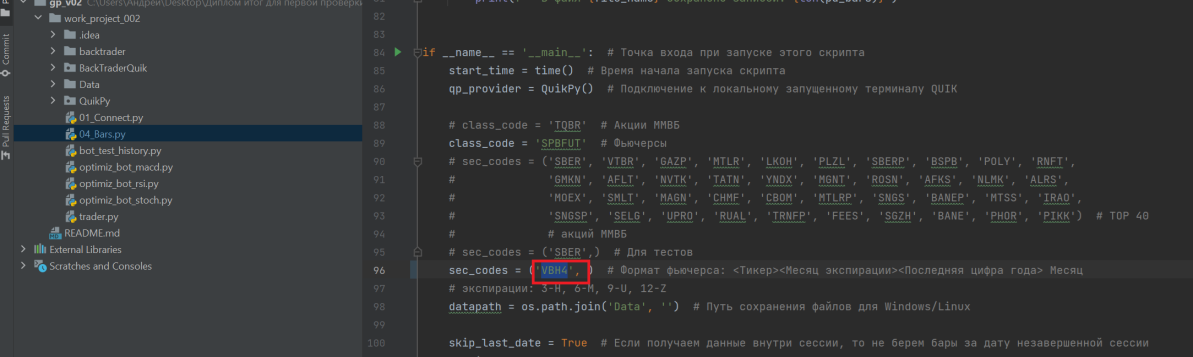 gp_v02 C:\Users\Андрей\Desktop\Диплом итог для первой проверки
work_project_002
.idea
backtrader
BackTraderQuik
Data
QuikPy
01_Connect.py
04_Bars.py
bot_test_history.py
optimiz_bot_macd.py
optimiz_bot_rsi.py
optimiz_bot_stoch.py
trader.py
README.md
External Libraries
Scratches and Consoles
Commit
Pull Requests
82
83
84 if __name__ == '__main__':  # Точка входа при запуске этого скрипта
85 start_time = time()  # Время начала запуска скрипта
86 qp_provider = QuikPy()  # Подключение к локальному запущенному терминалу QUIK
87
88 # class_code = 'TQBR'  # Акции ММВБ
89 class_code = 'SPBFUT'  # Фьючерсы
90 # sec_codes = ('SBER', 'VTBR', 'GAZP', 'MTLR', 'LKOH', 'PLZL', 'SBERP', 'BSPB', 'POLY', 'RNFT',
91 # 'GMKN', 'AFLT', 'NVTK', 'TATN', 'YNDX', 'MGNT', 'ROSN', 'AFKS', 'NLMK', 'ALRS',
92 # 'MOEX', 'SMLT', 'MAGN', 'CHMF', 'CBOM', 'MTLRP', 'SNGS', 'BANEP', 'MTSS', 'IRAO',
93 # 'SNGSP', 'SELG', 'UPRO', 'RUAL', 'TRNFP', 'FEES', 'SGZH', 'BANE', 'PHOR', 'PIKK')  # TOP 40
94 # # акций ММВБ
95 # sec_codes = ('SBER',)  # Для тестов
96 sec_codes = ('VBH4', )  # Формат фьючерса: <Тикер><Месяц экспирации><Последняя цифра года> Месяц
97 # экспирации: 3-H, 6-M, 9-U, 12-Z
98 datapath = os.path.join('Data', '')  # Путь сохранения файлов для Windows/Linux
99
100 skip_last_date = True  # Если получаем данные внутри сессии, то не берем бары за дату незавершенной сессии